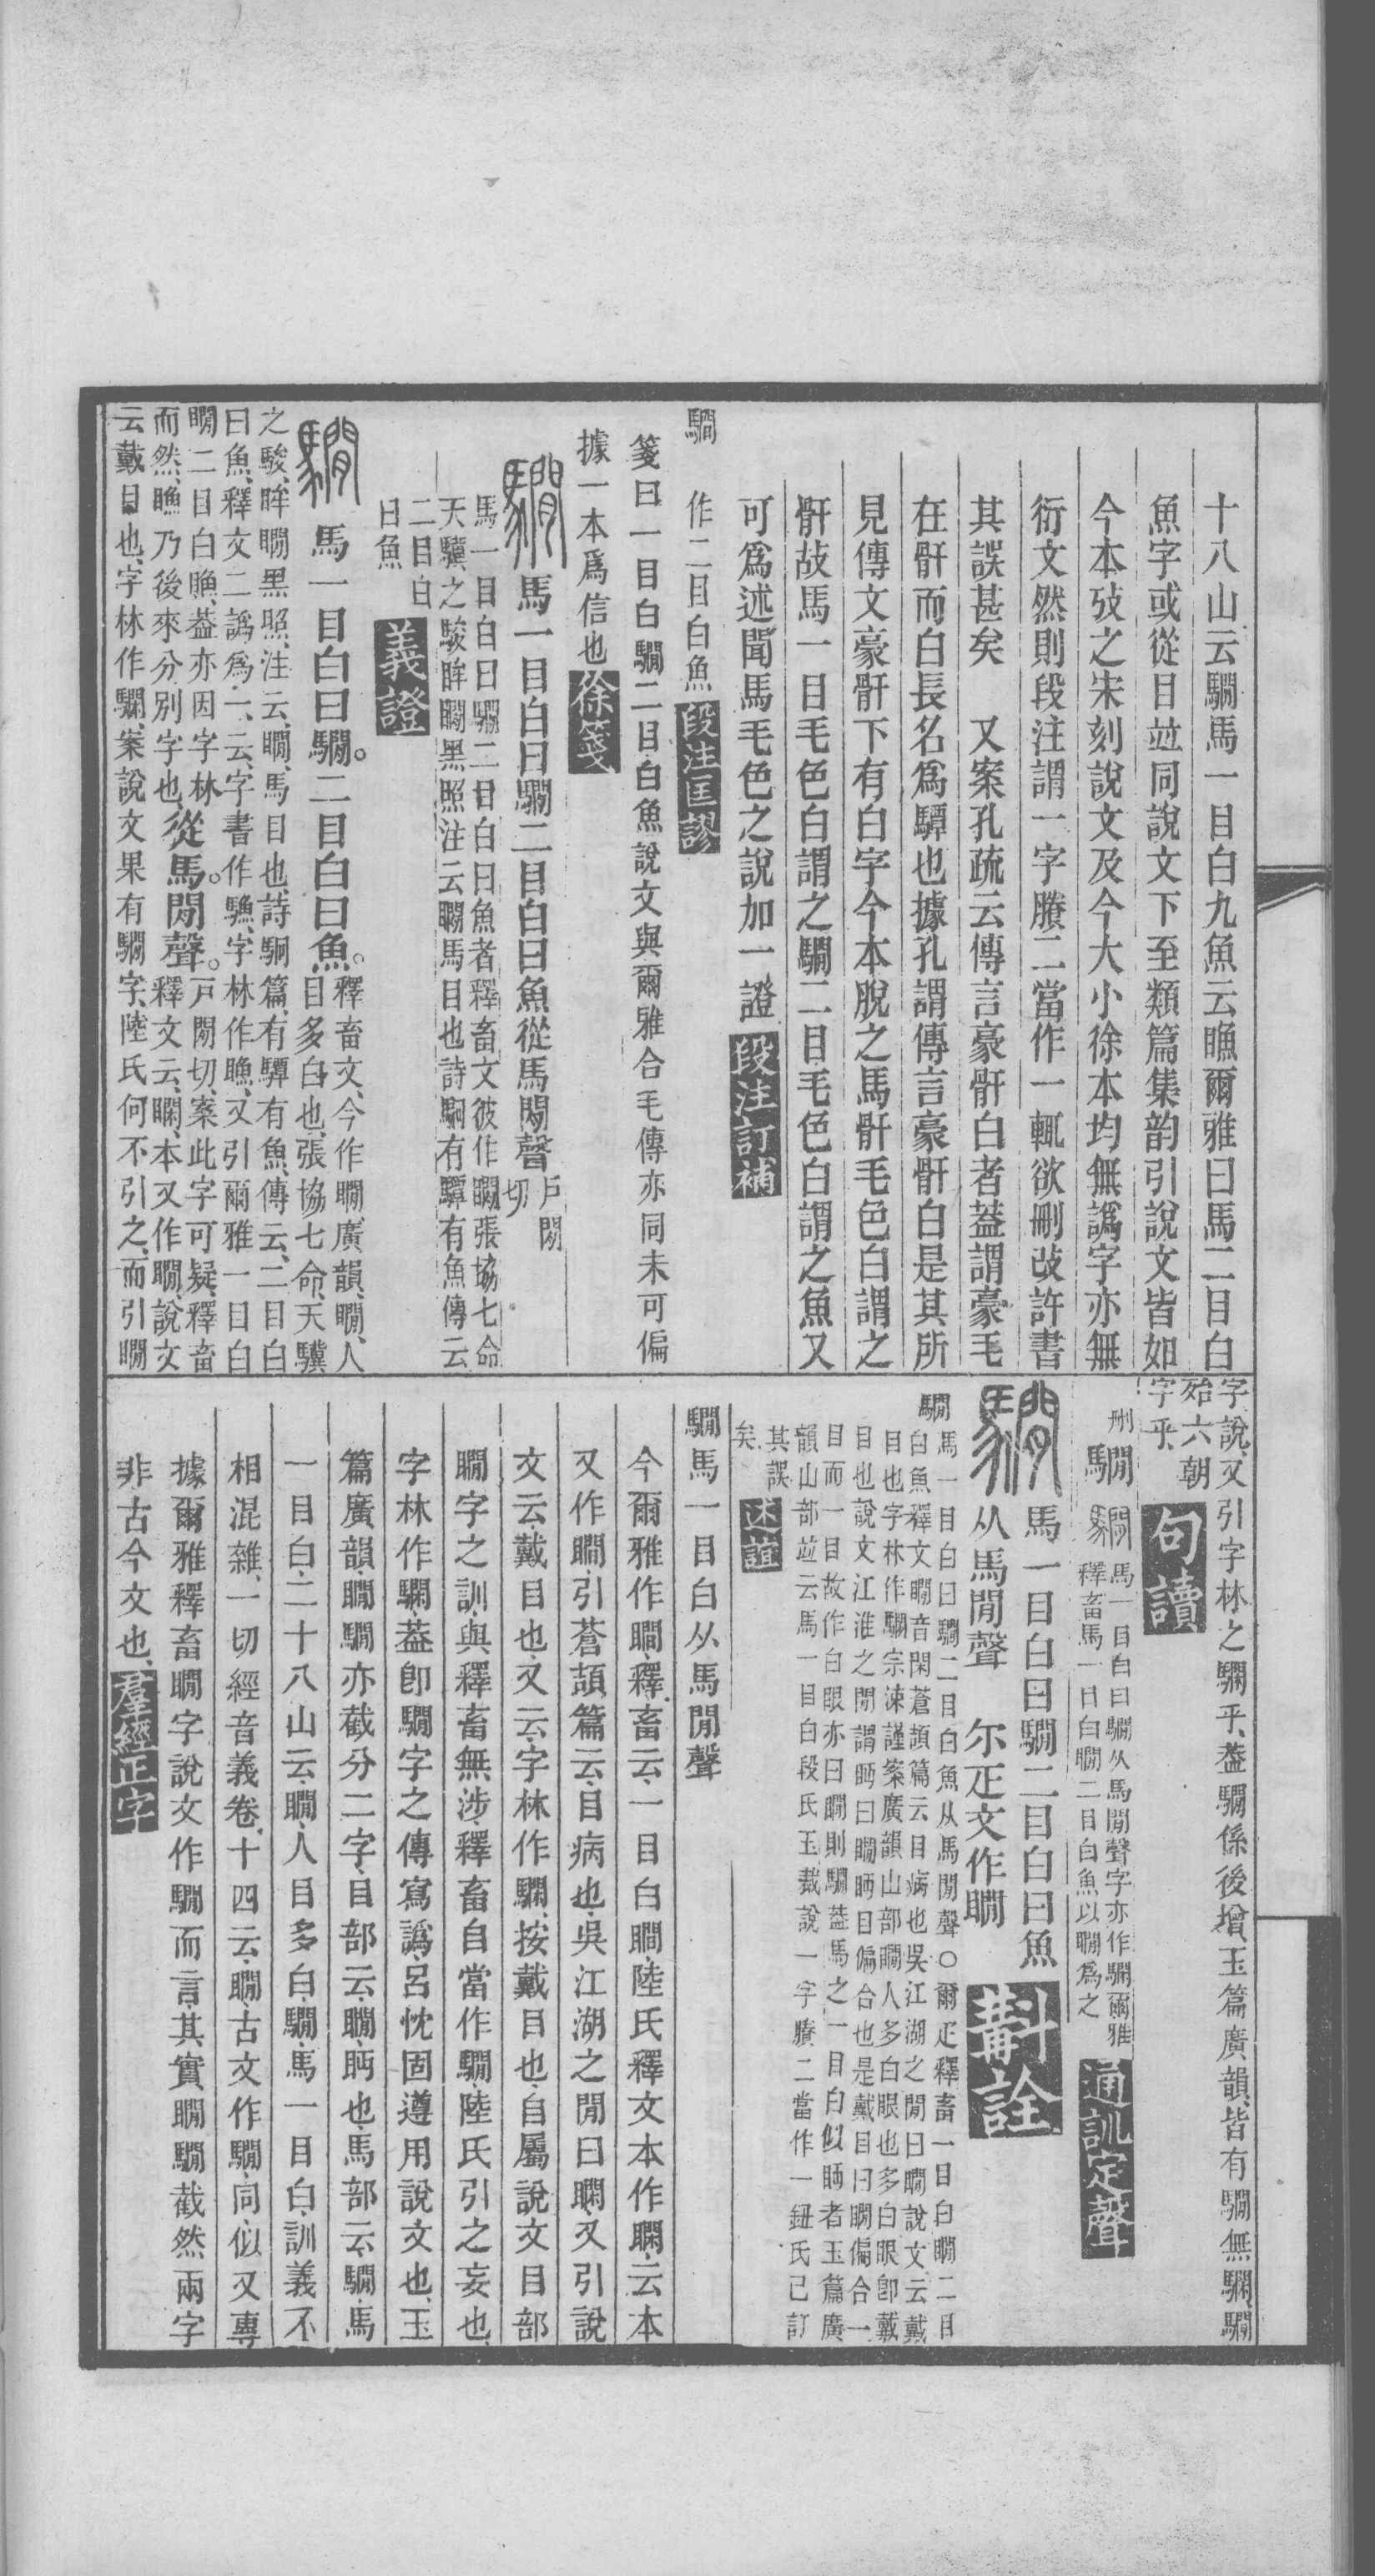 十八山云驪馬一目白九魚云䲣爾雅曰馬二目白
魚字或從目竝同說文下至類篇集韵引說文皆如
今本攷之宋刻說文及今大小徐本均無譌字亦無
衍文然則段注謂一字賸二當作一輒欲刪改許書
其誤甚矣　又案孔疏云傳言豪骭白者蓋謂豪毛
在骭而白長名爲驔也據孔謂傳言豪骭白是其所
見傳文豪骭下有白字今本脫之馬骭毛色白謂之
骭故馬一目毛色白謂之瞯二目毛色白謂之魚又
可爲述聞馬毛色之說加一證 段注訂補
瞯
作二目白魚 段注匡謬
箋曰一目白瞯二目白魚說文與爾雅合毛傳亦同未可偏
據一本爲信也 徐箋
馬一目白曰瞯二目白曰魚從馬閒聲 戶閒切
馬一目白曰瞯二目白曰魚者釋畜文彼作瞯張協七命
天驥之駿眸瞯黑照注云瞯馬目也詩駉有驔有魚傳云
二目白曰魚 義證
馬一目白曰瞯。二目白曰魚。釋畜文、今作瞯、廣韻、瞯、人
目多白也、張協七命、天驥
之駿、眸瞯黑照、注云、瞯、馬目也、詩駉篇、有驔有魚、傳云、二目白
曰魚、釋文二譌爲一、云、字書作䲣、字林作䱷、又引爾雅一目白
瞯、二目白䱷、蓋亦因字林
而然、䱷乃後來分別字也、從馬。閒聲。戶閒切、案此字可疑、釋畜
釋文云、瞯、本又作瞯、說文
云戴目也、字林作瞯、案說文果有瞯字、陸氏何不引之、而引瞯
字說、又引字林之瞯乎、蓋瞯係後增、玉篇廣韻、皆有瞯無瞯、瞯
殆六朝
字乎、 句讀
刪 瞯 馬一目白曰瞯从馬閒聲字亦作瞯爾雅
釋畜馬一目白瞯二目白魚以瞯爲之 通訓定聲
馬一目白曰瞯二目白曰魚
从馬閒聲　尒疋文作瞯 斠詮
瞯馬一目白曰瞯二目白魚从馬閒聲○爾疋釋畜一目白瞯二目
白魚釋文瞯音閑蒼頡篇云目病也吳江湖之閒曰瞯說文云戴
目也字林作瞯宗涑謹案廣韻山部瞯人多白眼也多白眼卽戴
目也說文江淮之閒謂眄曰瞯眄目偏合也是戴目曰瞯偏合一
目而一目故作白眼亦曰瞯則瞯蓋馬之一目白似眄者玉篇廣
韻山部竝云馬一目白段氏玉裁說一字賸二當作一鈕氏已訂
其誤
矣 述誼
瞯馬一目白从馬閒聲
今爾雅作瞯、釋畜云、一目白瞯、陸氏釋文本作瞯、云本
又作瞯、引蒼頡篇云、目病也、吳江湖之閒曰瞯、又引說
文云、戴目也、又云、字林作瞯、按戴目也、自屬說文目部
瞯字之訓、與釋畜無涉、釋畜自當作瞯、陸氏引之妄也、
字林作瞯、蓋卽瞯字之傳寫譌、呂忱固遵用說文也、玉
篇廣韻、瞯瞯亦截分二字、目部云、瞯、眄也、馬部云、瞯、馬
一目白、二十八山云、瞯、人目多白、瞯、馬一目白、訓義不
相混雜、一切經音義卷十四云、瞯、古文作瞯、同、似又專
據爾雅釋畜瞯字說文作瞯而言、其實、瞯瞯截然兩字
非古今文也、 羣經正字